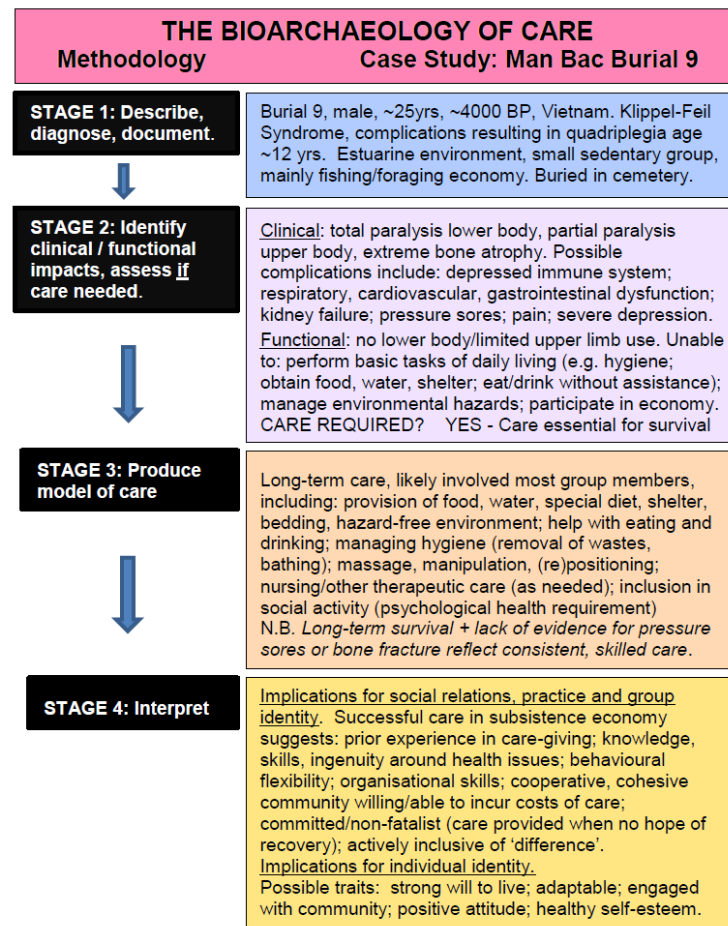 THE BIOARCHAEOLOGY OF CARE
Methodology Case Study: Man Bac Burial 9
STAGE 1: Describe,
diagnose, document.
Burial 9, male, ~25yrs, ~4000 BP, Vietnam. Klippel-Feil
Syndrome, complications resulting in quadriplegia age
~12 yrs. Estuarine environment, small sedentary group,
mainly fishing/foraging economy. Buried in cemetery.
STAGE 2: Identify
clinical / functional
impacts, assess if
care needed.
Clinical: total paralysis lower body, partial paralysis
upper body, extreme bone atrophy. Possible
complications include: depressed immune system;
respiratory, cardiovascular, gastrointestinal dysfunction;
kidney failure; pressure sores; pain; severe depression.
Functional: no lower body/limited upper limb use. Unable
to: perform basic tasks of daily living (e.g. hygiene;
obtain food, water, shelter; eat/drink without assistance);
manage environmental hazards; participate in economy.
CARE REQUIRED? YES - Care essential for survival
STAGE 3: Produce
model of care
Long-term care, likely involved most group members,
including: provision of food, water, special diet, shelter,
bedding, hazard-free environment; help with eating and
drinking; managing hygiene (removal of wastes,
bathing); massage, manipulation, (re)positioning;
nursing/other therapeutic care (as needed); inclusion in
social activity (psychological health requirement)
N.B. Long-term survival + lack of evidence for pressure
sores or bone fracture reflect consistent, skilled care.
STAGE 4: Interpret
Implications for social relations, practice and group
identity. Successful care in subsistence economy
suggests: prior experience in care-giving; knowledge,
skills, ingenuity around health issues; behavioural
flexibility; organisational skills; cooperative, cohesive
community willing/able to incur costs of care;
committed/non-fatalist (care provided when no hope of
recovery); actively inclusive of ‘difference’.
Implications for individual identity.
Possible traits: strong will to live; adaptable; engaged
with community; positive attitude; healthy self-esteem.